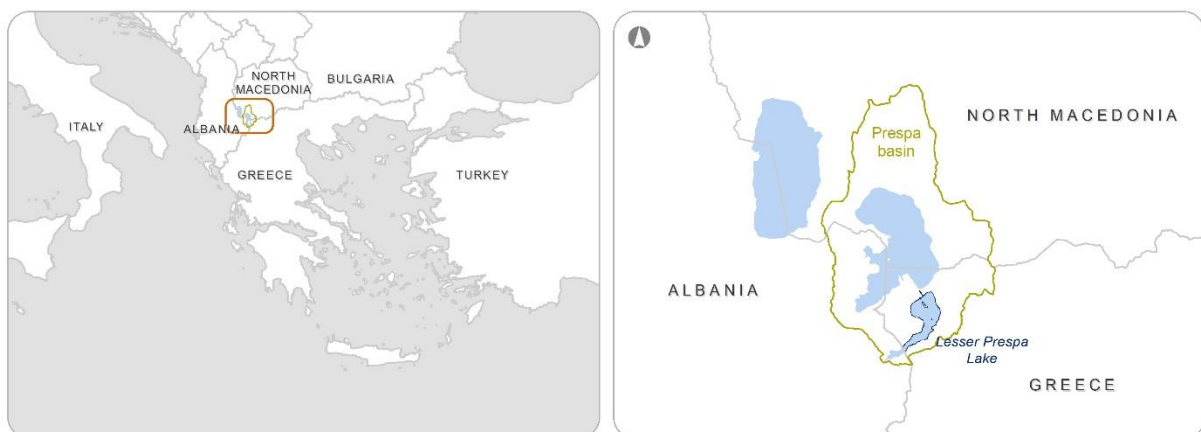 NORTH
MACEDONIA
BULGARIA
ITALY
ALBANIA
GREECE
TURKEY
NORTH MACEDONIA
Prespa
basin
ALBANIA
Lesser Prespa
Lake
GREECE